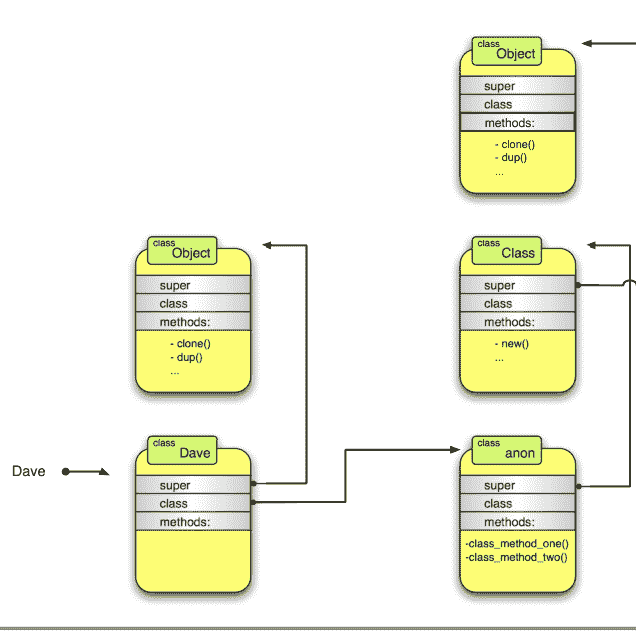 class
Object
super
class
methods:
- clone()
- dup()
...
class
Object
super
class
methods:
- clone()
- dup()
...
class
Class
super
class
methods:
- new()
...
Dave
class
Dave
super
class
methods:
class
anon
super
class
methods:
-class_method_one()
-class_method_two()